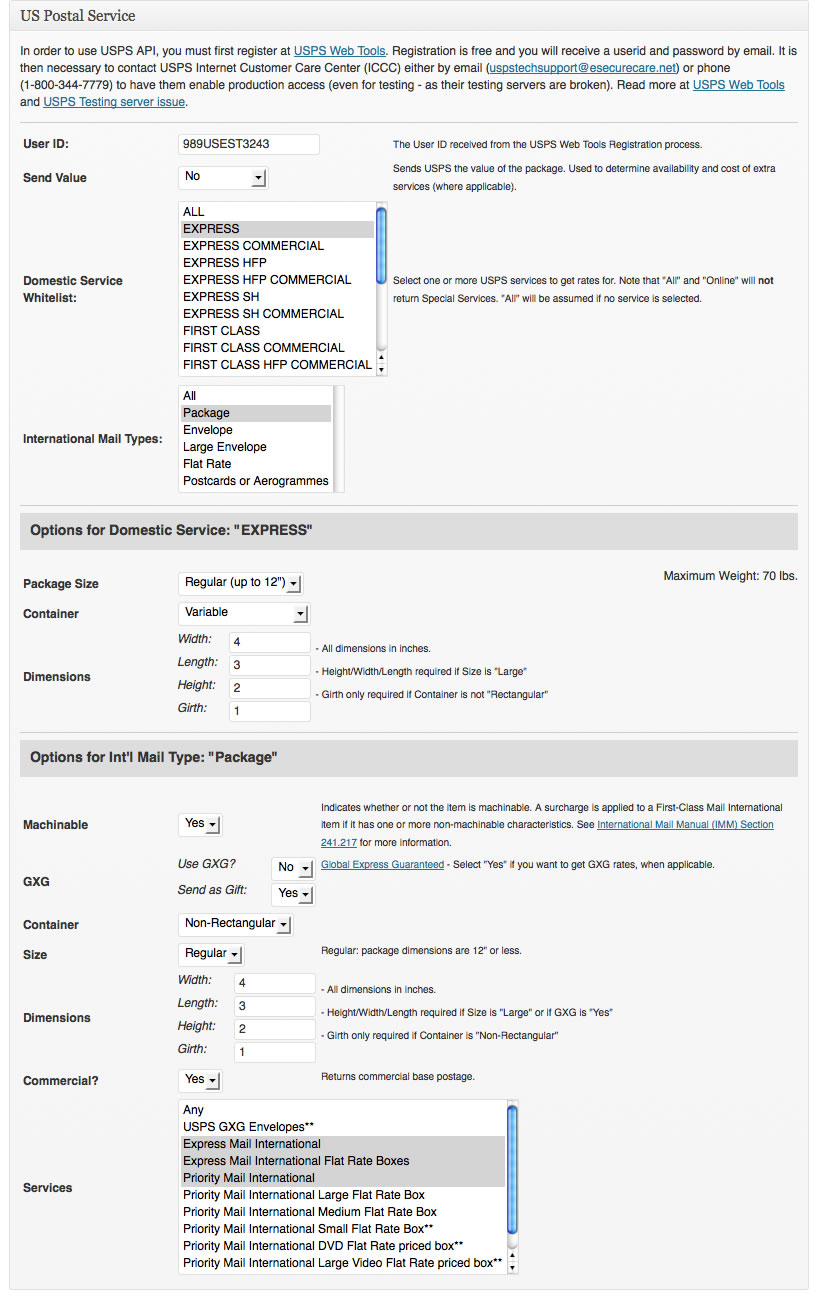 US Postal Service
In order to use USPS API, you must first register at USPS Web Tools. Registration is free and you will receive a userid and password by email. It is
then necessary to contact USPS Internet Customer Care Center (ICCC) either by email (uspstechsupport@esecurecare.net) or phone
(1-800-344-7779) to have them enable production access (even for testing - as their testing servers are broken). Read more at USPS Web Tools
and USPS Testing server issue.
User ID:
989USEST3243
The User ID received from the USPS Web Tools Registration process.
Send Value
No
Sends USPS the value of the package. Used to determine availability and cost of extra
services (where applicable).
Domestic Service
Whitelist:
ALL
EXPRESS
EXPRESS COMMERCIAL
EXPRESS HFP
EXPRESS HFP COMMERCIAL
EXPRESS SH
EXPRESS SH COMMERCIAL
FIRST CLASS
FIRST CLASS COMMERCIAL
FIRST CLASS HFP COMMERCIAL
Select one or more USPS services to get rates for. Note that "All" and "Online" will not
return Special Services. "All" will be assumed if no service is selected.
International Mail Types:
All
Package
Envelope
Large Envelope
Flat Rate
Postcards or Aerogrammes
Options for Domestic Service: "EXPRESS"
Package Size
Regular (up to 12")
Maximum Weight: 70 lbs.
Container
Variable
Dimensions
Width:
4
Length:
3
Height:
2
Girth:
1
- All dimensions in inches.
- Height/Width/Length required if Size is "Large"
- Girth only required if Container is not "Rectangular"
Options for Int'l Mail Type: "Package"
Machinable
Yes
Indicates whether or not the item is machinable. A surcharge is applied to a First-Class Mail International
item if it has one or more non-machinable characteristics. See International Mail Manual (IMM) Section
241.217 for more information.
GXG
Use GXG?
No
Send as Gift:
Yes
Global Express Guaranteed - Select "Yes" if you want to get GXG rates, when applicable.
Container
Non-Rectangular
Size
Regular
Regular: package dimensions are 12" or less.
Dimensions
Width:
4
Length:
3
Height:
2
Girth:
1
- All dimensions in inches.
- Height/Width/Length required if Size is "Large" or if GXG is "Yes"
- Girth only required if Container is "Non-Rectangular"
Commercial?
Yes
Returns commercial base postage.
Services
Any
USPS GXG Envelopes**
Express Mail International
Express Mail International Flat Rate Boxes
Priority Mail International
Priority Mail International Large Flat Rate Box
Priority Mail International Medium Flat Rate Box
Priority Mail International Small Flat Rate Box**
Priority Mail International DVD Flat Rate priced box**
Priority Mail International Large Video Flat Rate priced box**